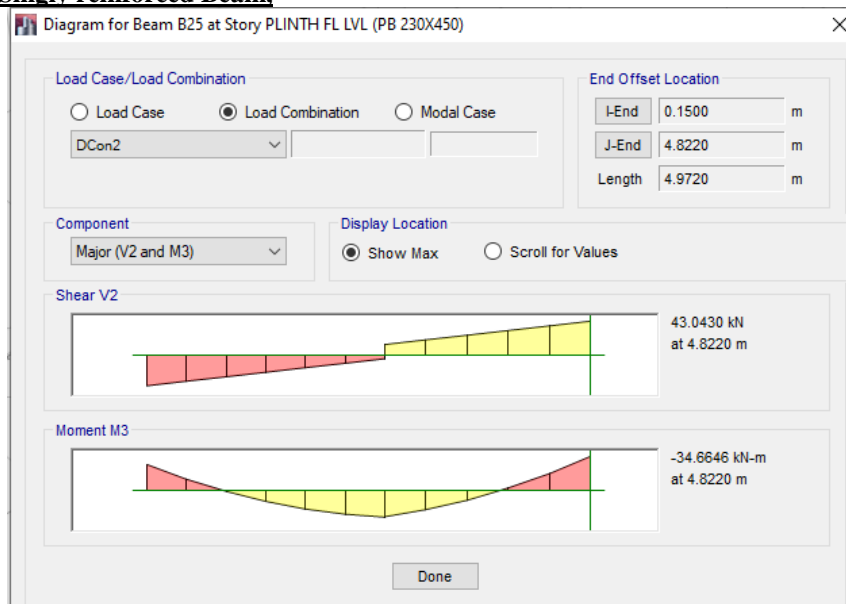 Singly reinforced Beam:
Diagram for Beam B25 at Story PLINTH FL LVL (PB 230X450)
Load Case/Load Combination
Load Case Load Combination Modal Case
DCon2
End Offset Location
I-End 0.1500 m
J-End 4.8220 m
Length 4.9720 m
Component
Major (V2 and M3)
Display Location
Show Max Scroll for Values
Shear V2
43.0430 kN
at 4.8220 m
Moment M3
-34.6646 kN-m
at 4.8220 m
Done